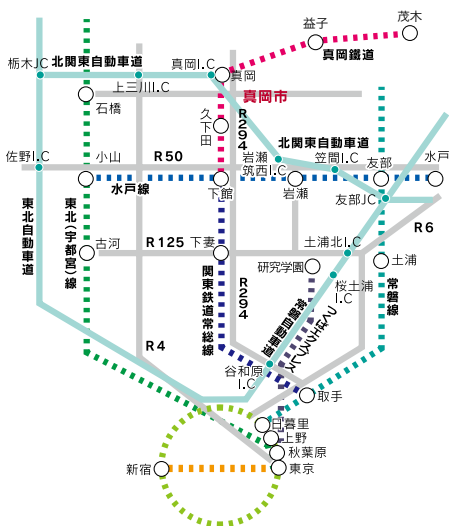 茂木
益子
真岡鐵道
北関東自動車道
栃木JC
真岡I.C
真岡
上三川I.C
石橋
真岡市
久下田
R294
北関東自動車道
佐野I.C
小山
R50
岩瀬
筑西I.C
笠間I.C
友部
水戸
水戸線
下館
岩瀬
友部JC
東北自動車道
東北(宇都宮)線
R6
古河
R125
下妻
土浦北I.C
土浦
研究学園
関東鉄道常総線
R294
桜土浦
I.C
常磐線
つくばエクスプレス
常磐自動車道
R4
谷和原
I.C
取手
日暮里
上野
秋葉原
新宿
東京